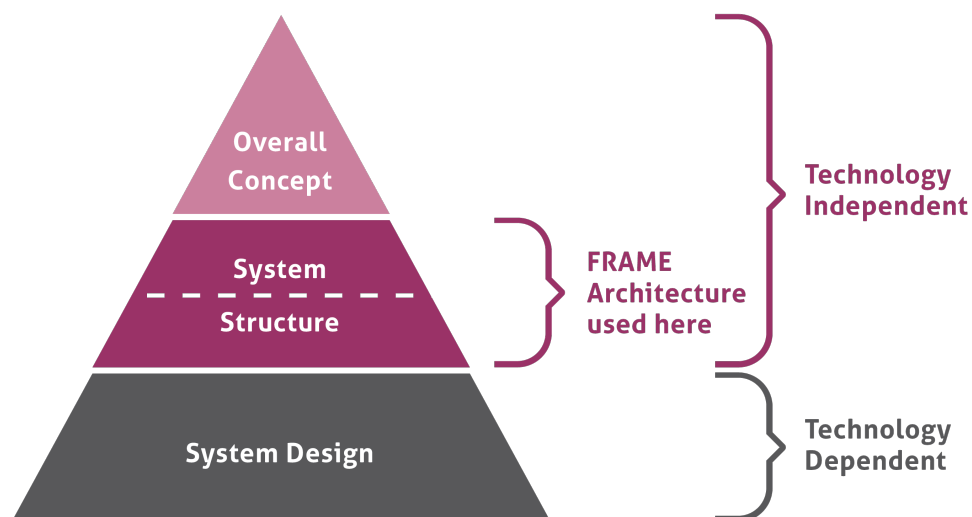 Overall
Concept
System
Structure
System Design
FRAME
Architecture
used here
Technology
Independent
Technology
Dependent